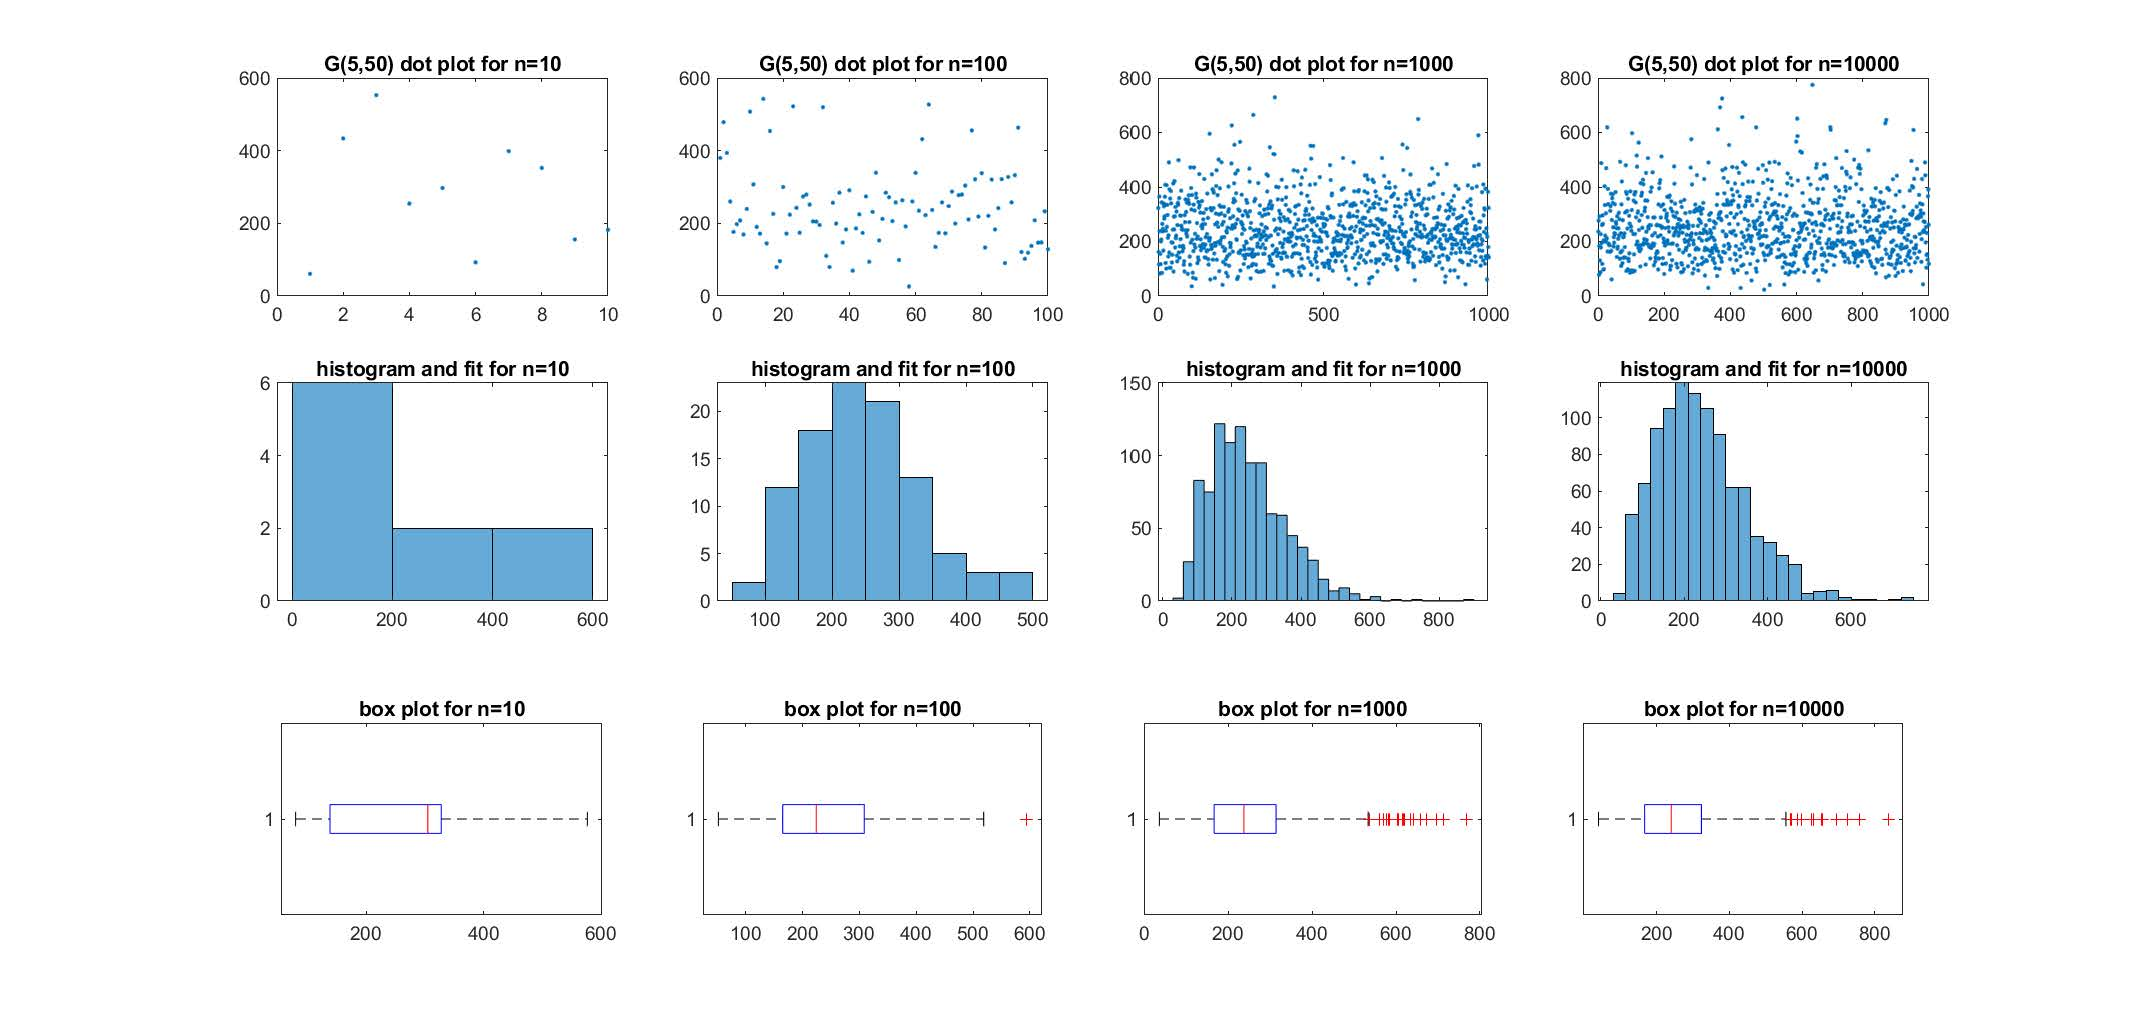 G(5,50) dot plot for n=10
G(5,50) dot plot for n=100
G(5,50) dot plot for n=1000
G(5,50) dot plot for n=10000
600
400
200
0
0 2 4 6 8 10
600
400
200
0
0 20 40 60 80 100
800
600
400
200
0
0 500 1000
800
600
400
200
0
0 200 400 600 800 1000
histogram and fit for n=10
histogram and fit for n=100
histogram and fit for n=1000
histogram and fit for n=10000
6
4
2
0
0 200 400 600
20
15
10
5
0
100 200 300 400 500
150
100
50
0
0 200 400 600 800
100
80
60
40
20
0
0 200 400 600
box plot for n=10
box plot for n=100
box plot for n=1000
box plot for n=10000
1
200 400 600
1
100 200 300 400 500 600
1
0 200 400 600 800
1
200 400 600 800